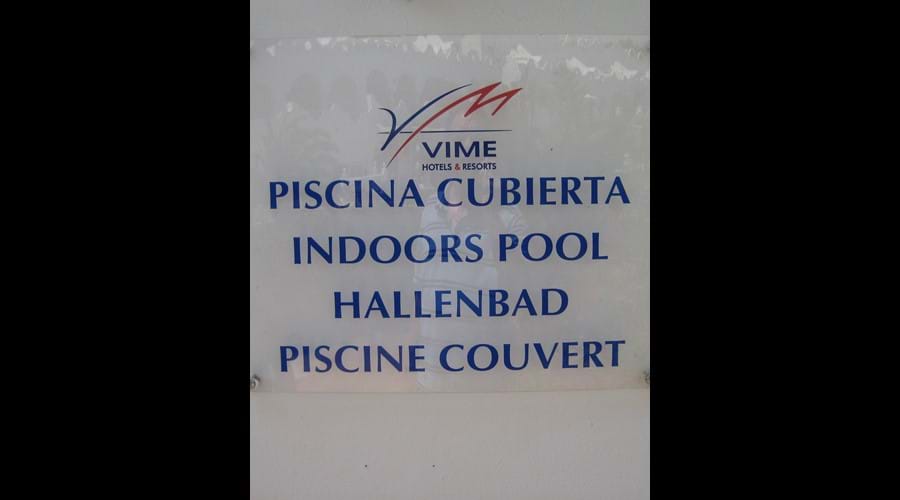 VIME
HOTELS & RESORTS
PISCINA CUBIERTA
INDOORS POOL
HALLENBAD
PISCINE COUVERT